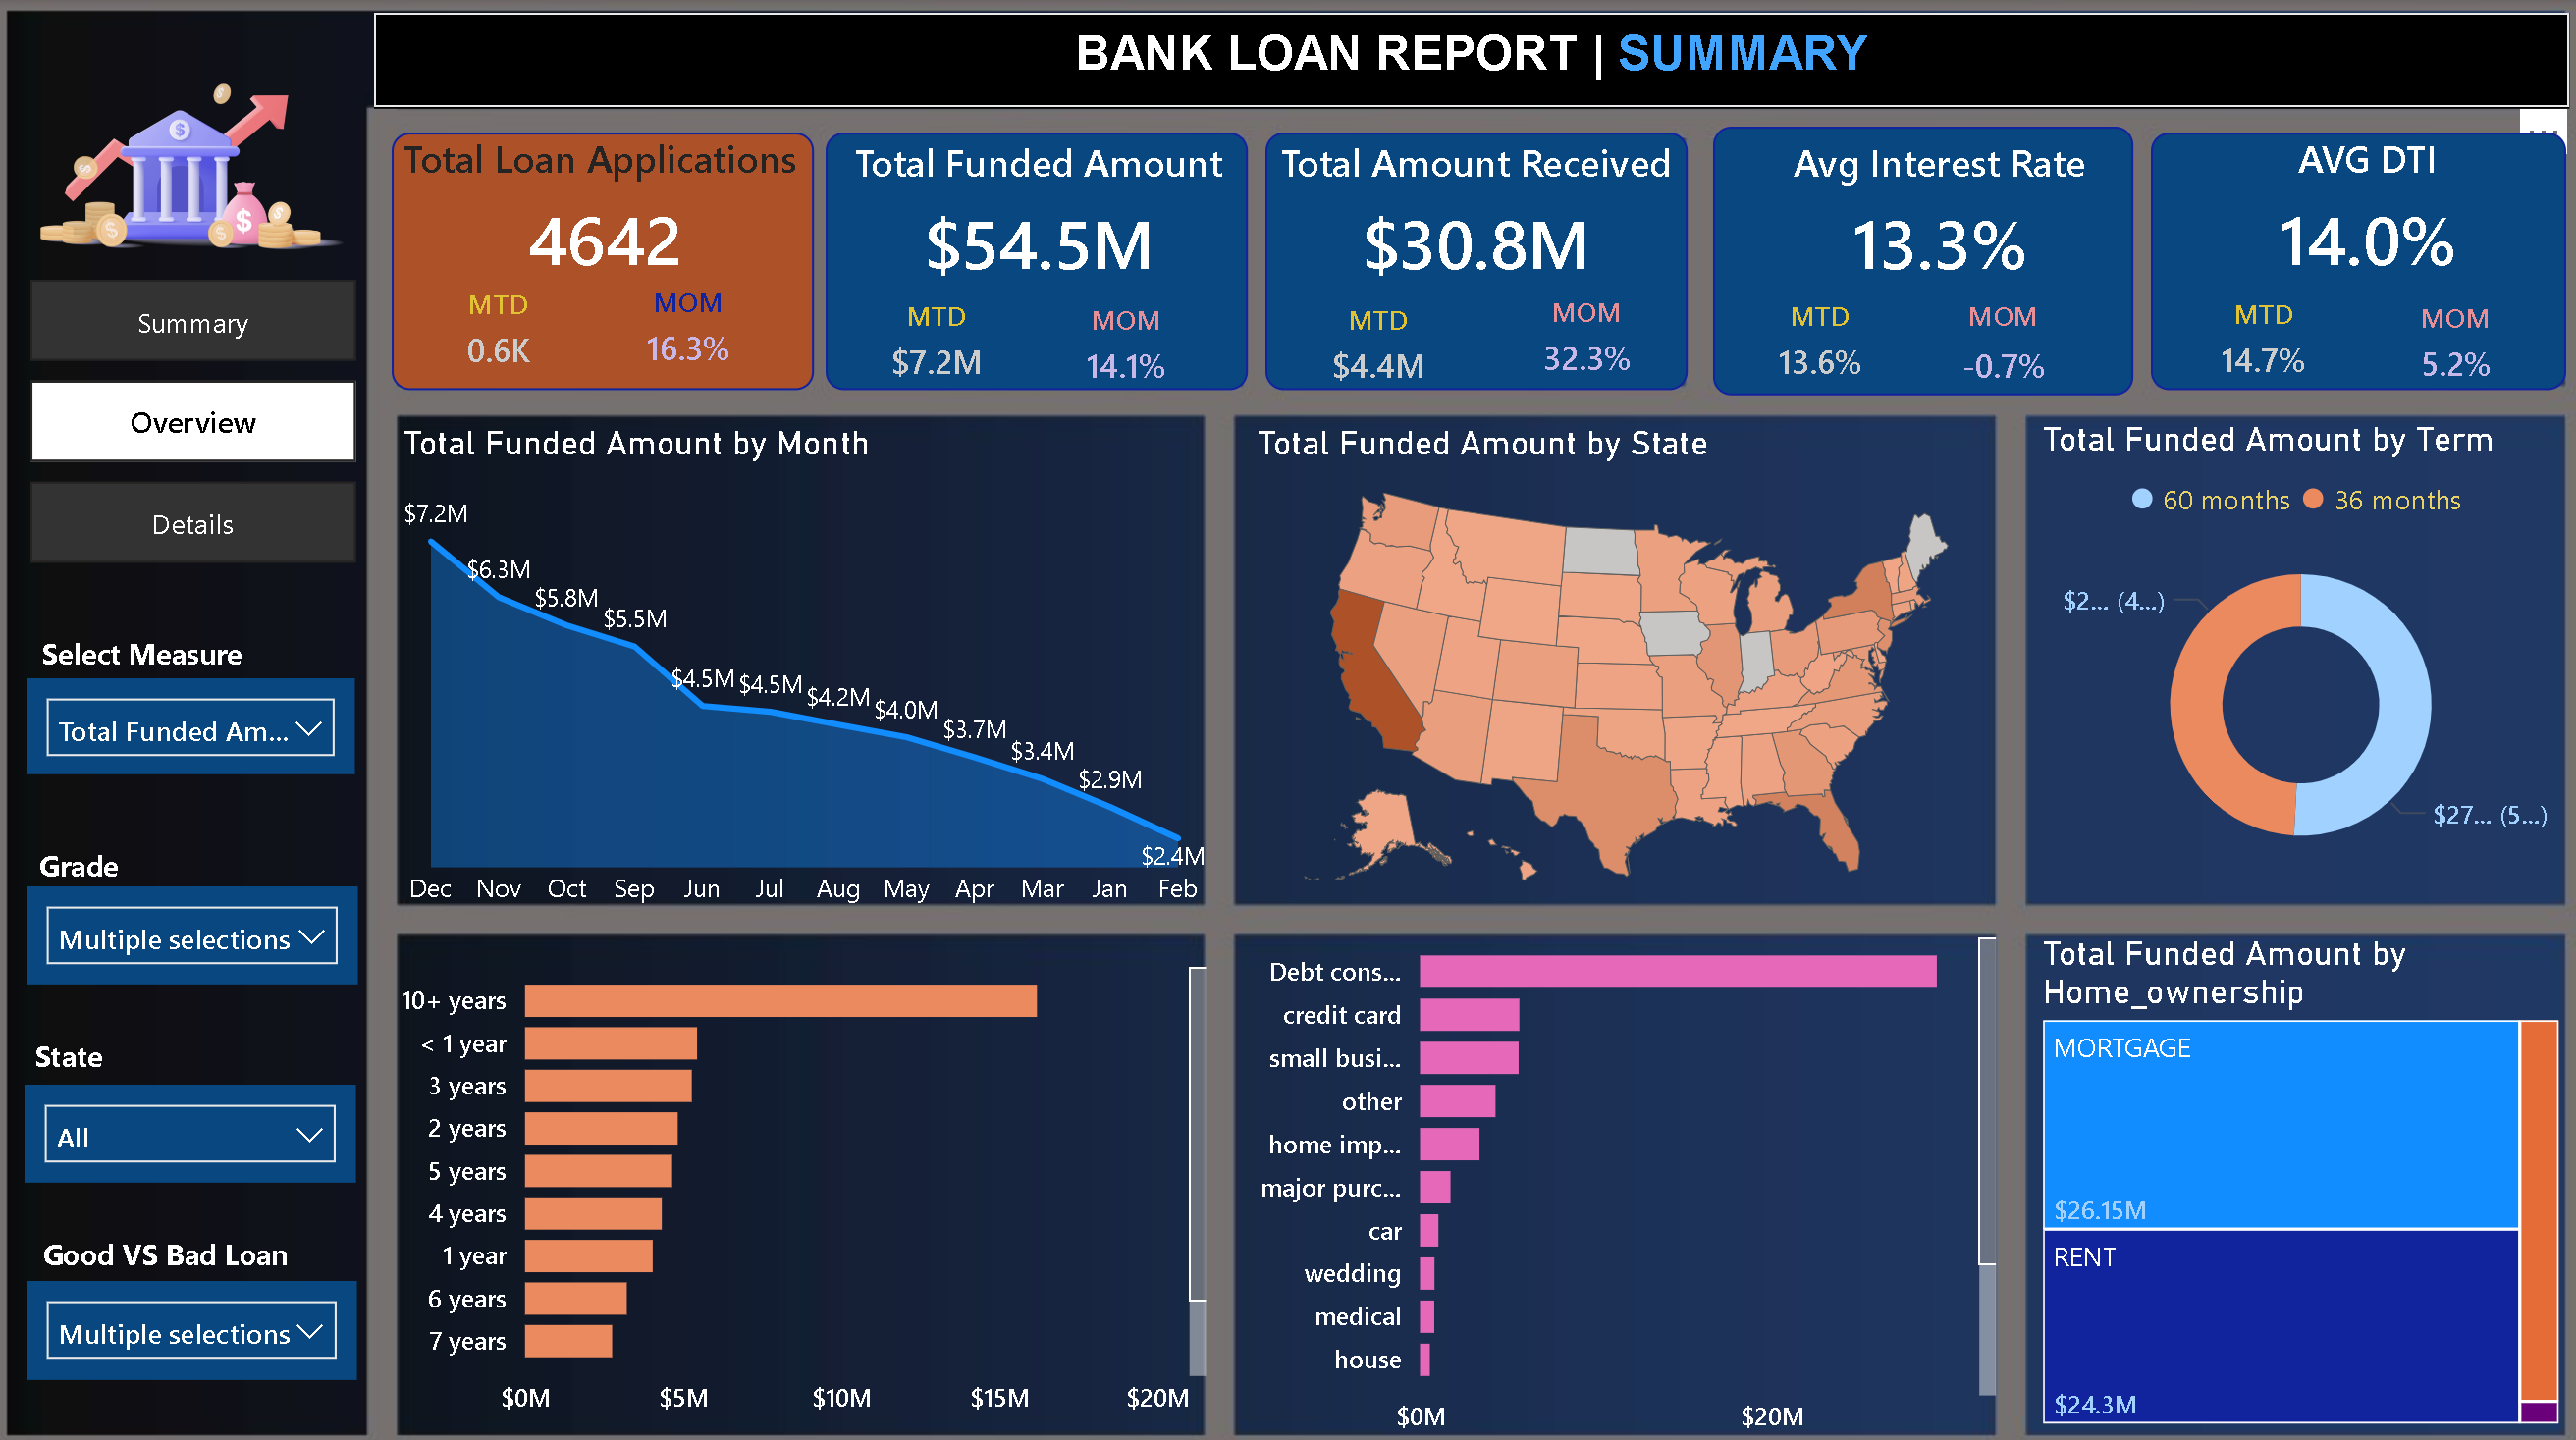 BANK LOAN REPORT | SUMMARY
Total Loan Applications
4642
MTD MOM
0.6K 16.3%
Total Funded Amount
$54.5M
MTD MOM
$7.2M 14.1%
Total Amount Received
$30.8M
MTD MOM
$4.4M 32.3%
Avg Interest Rate
13.3%
MTD MOM
13.6% -0.7%
AVG DTI
14.0%
MTD MOM
14.7% 5.2%
Summary
Overview
Details
Select Measure
Total Funded Am...
Grade
Multiple selections
State
All
Good VS Bad Loan
Multiple selections
Total Funded Amount by Month
$7.2M
$6.3M
$5.8M
$5.5M
$4.5M
$4.5M
$4.2M
$4.0M
$3.7M
$3.4M
$2.9M
$2.4M
Dec Nov Oct Sep Jun Jul Aug May Apr Mar Jan Feb
Total Funded Amount by State
Total Funded Amount by Term
60 months 36 months
$2... (4...)
$27... (5...)
10+ years
< 1 year
3 years
2 years
5 years
4 years
1 year
6 years
7 years
$0M $5M $10M $15M $20M
Debt cons...
credit card
small busi...
other
home imp...
major purc...
car
wedding
medical
house
$0M $20M
Total Funded Amount by
Home_ownership
MORTGAGE
$26.15M
RENT
$24.3M